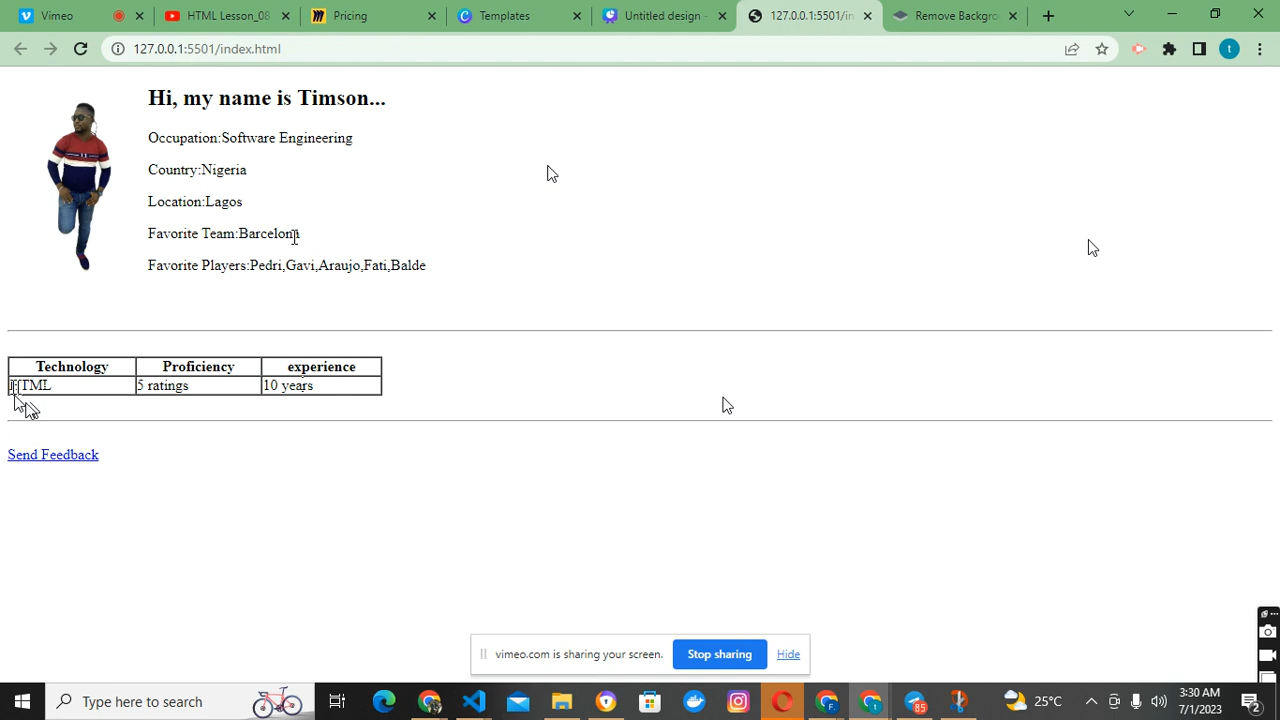 Vimeo
HTML Lesson_08
Pricing
Templates
Untitled design -
127.0.0.1:5501/in
Remove Backgro
127.0.0.1:5501/index.html
t
Hi, my name is Timson...
Occupation:Software Engineering
Country:Nigeria
Location:Lagos
Favorite Team:Barcelona
Favorite Players:Pedri,Gavi,Araujo,Fati,Balde
Technology Proficiency experience
HTML 5 ratings 10 years
Send Feedback
vimeo.com is sharing your screen. Stop sharing Hide
Type here to search
F
t
85
25°C
3:30 AM
7/1/2023
2